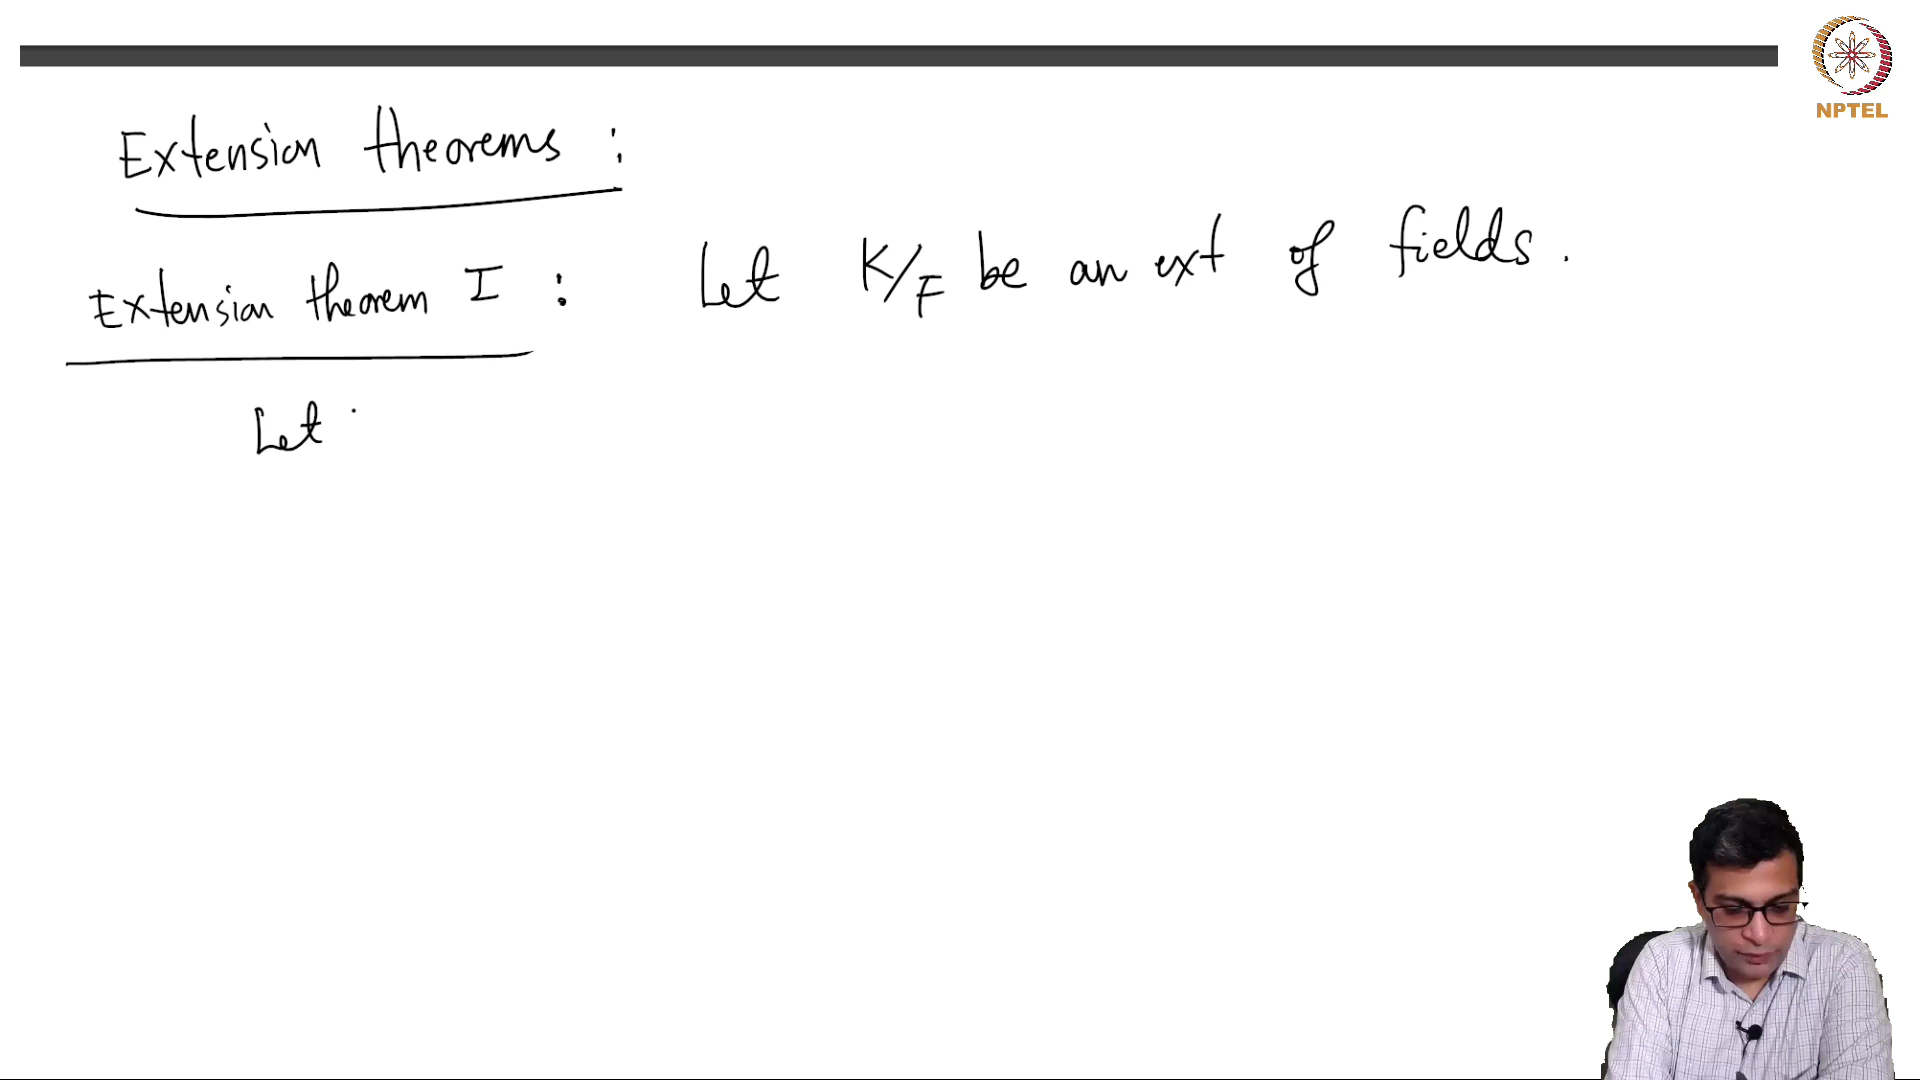 NPTEL
Extension theorems :
Extension theorem I : Let K/F be an ext of fields.
Let